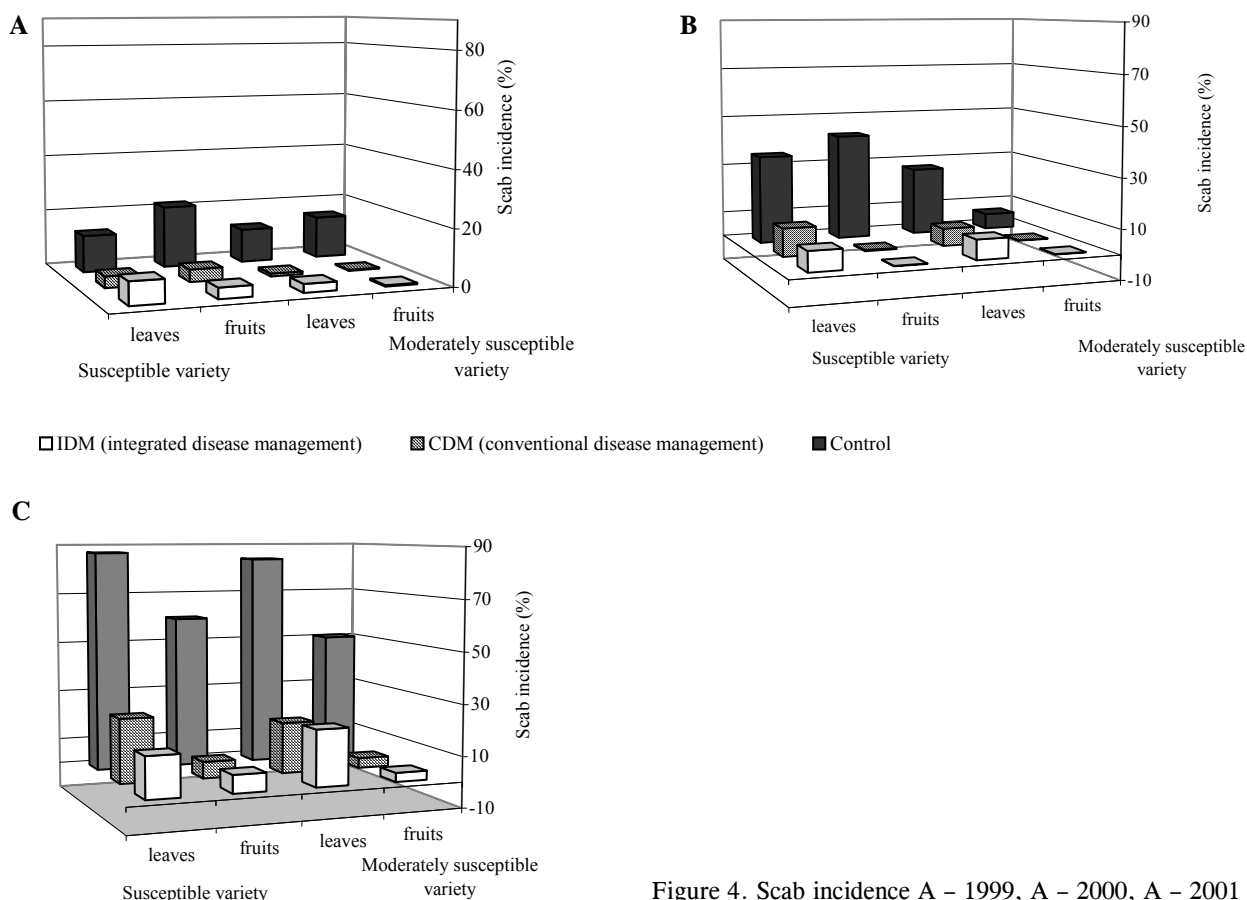 A
80
60
40
20
0
Scab incidence (%)
leaves
fruits
leaves
fruits
Susceptible variety
Moderately susceptible
variety
B
90
70
50
30
10
-10
Scab incidence (%)
leaves
fruits
leaves
fruits
Susceptible variety
Moderately susceptible
variety
IDM (integrated disease management) CDM (conventional disease management) Control
C
90
70
50
30
10
-10
Scab incidence (%)
leaves
fruits
leaves
fruits
Susceptible variety
Moderately susceptible
variety
Figure 4. Scab incidence A – 1999, A – 2000, A – 2001